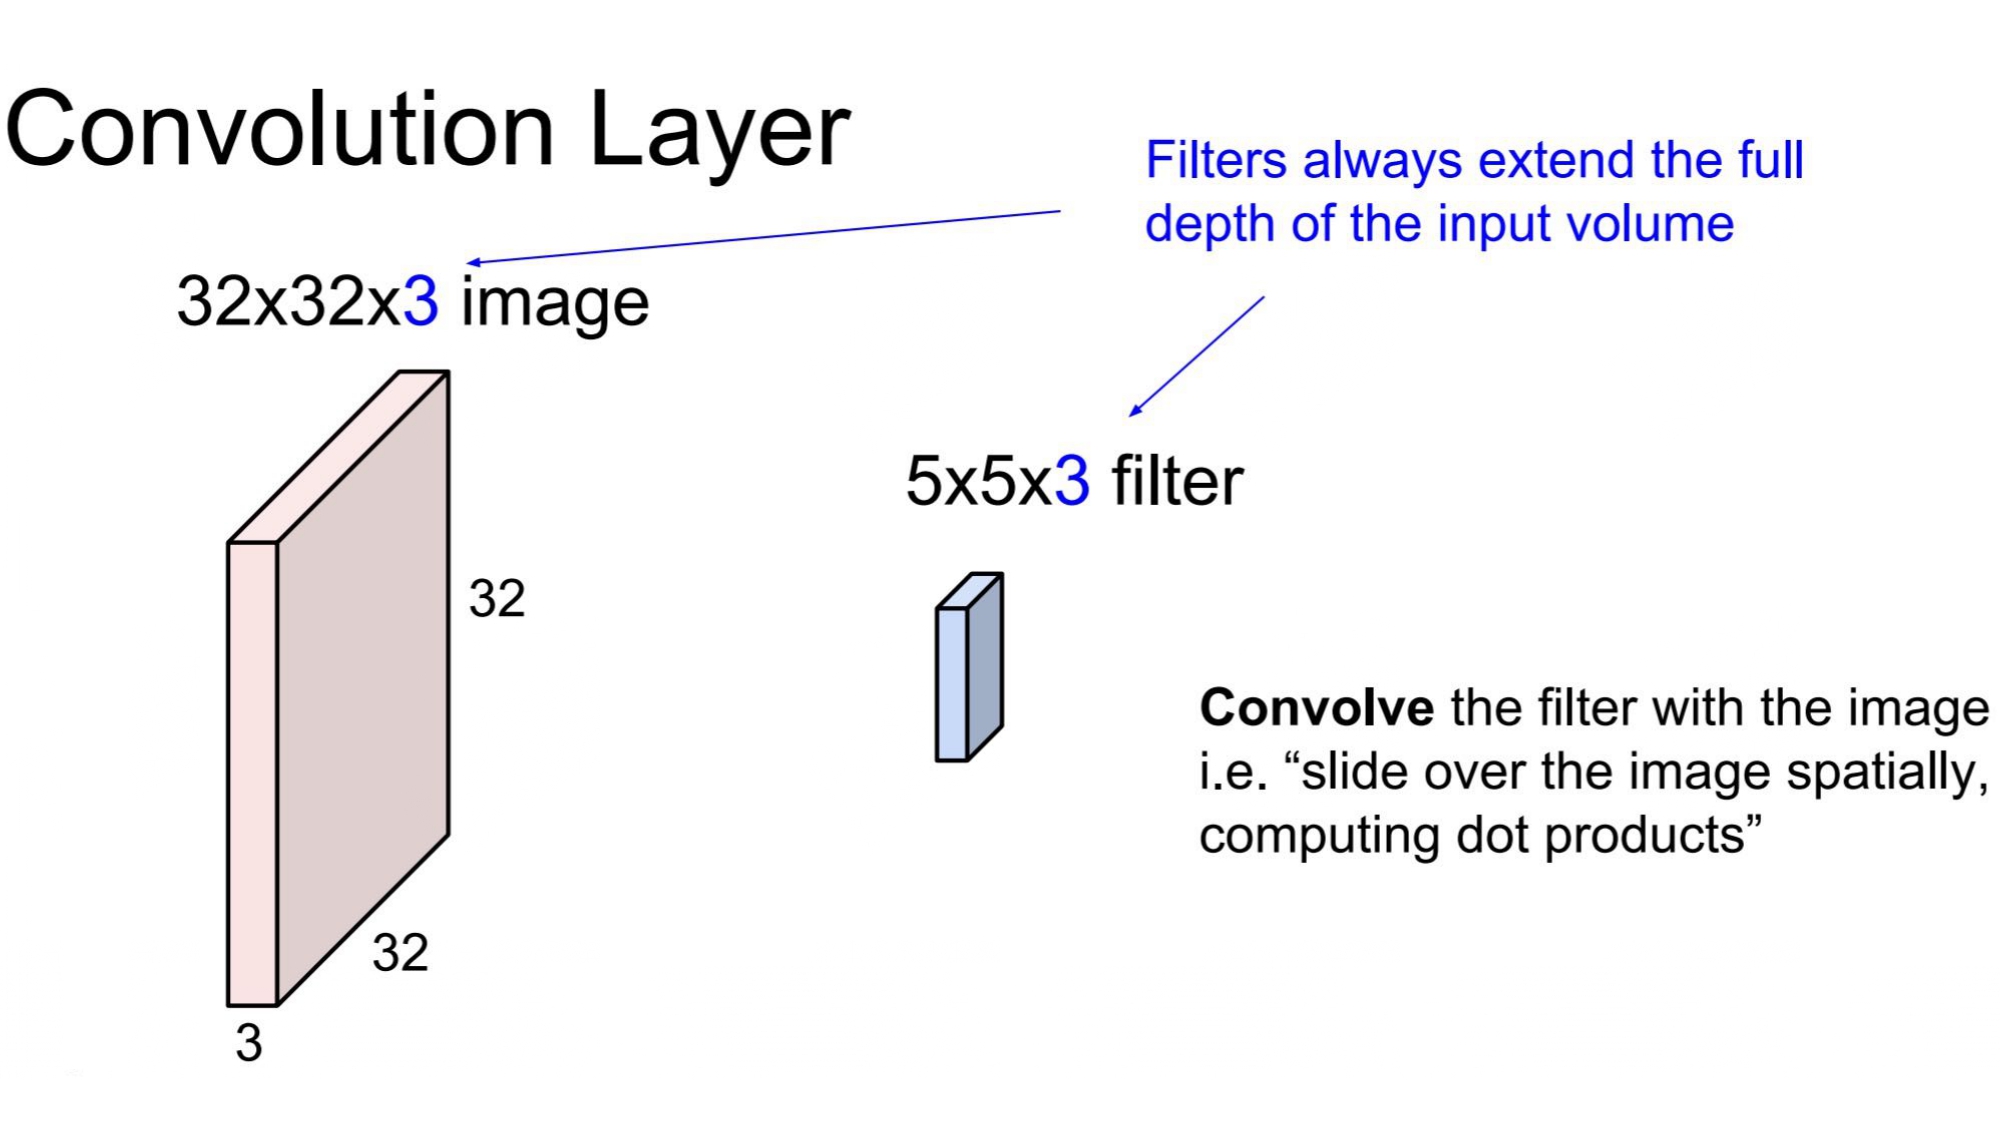 Convolution Layer
Filters always extend the full
depth of the input volume
32x32x3 image
5x5x3 filter
32
32
3
Convolve the filter with the image
i.e. “slide over the image spatially,
computing dot products”